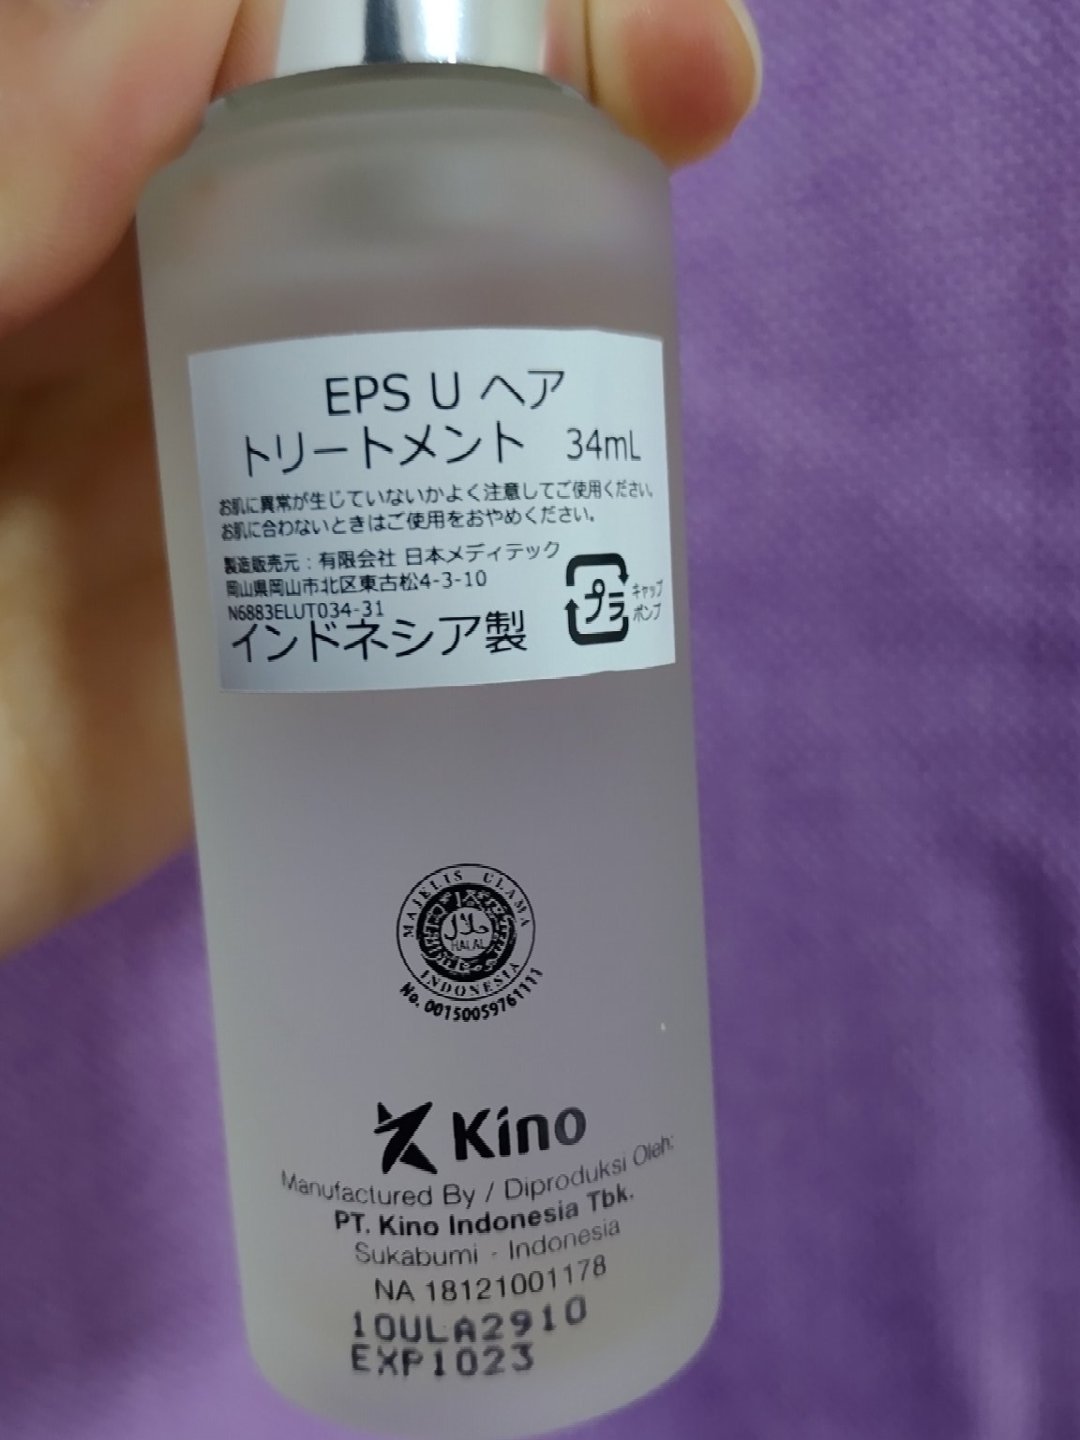 EPS U ヘア
トリートメント 34mL
お肌に異常が生じていないかよく注意してご使用ください。
お肌に合わないときはご使用をおやめください。
製造販売元：有限会社 日本メディテック
岡山県岡山市北区東古松4-3-10
N6883ELUT034-31
インドネシア製
プラ
キャップ
ポンプ
MAJELIS ULAMA
حلال
HALAL
INDONESIA
No. 00150059761111
Kino
Manufactured By / Diproduksi Oleh:
PT. Kino Indonesia Tbk.
Sukabumi - Indonesia
NA 18121001178
10ULA2910
EXP1023